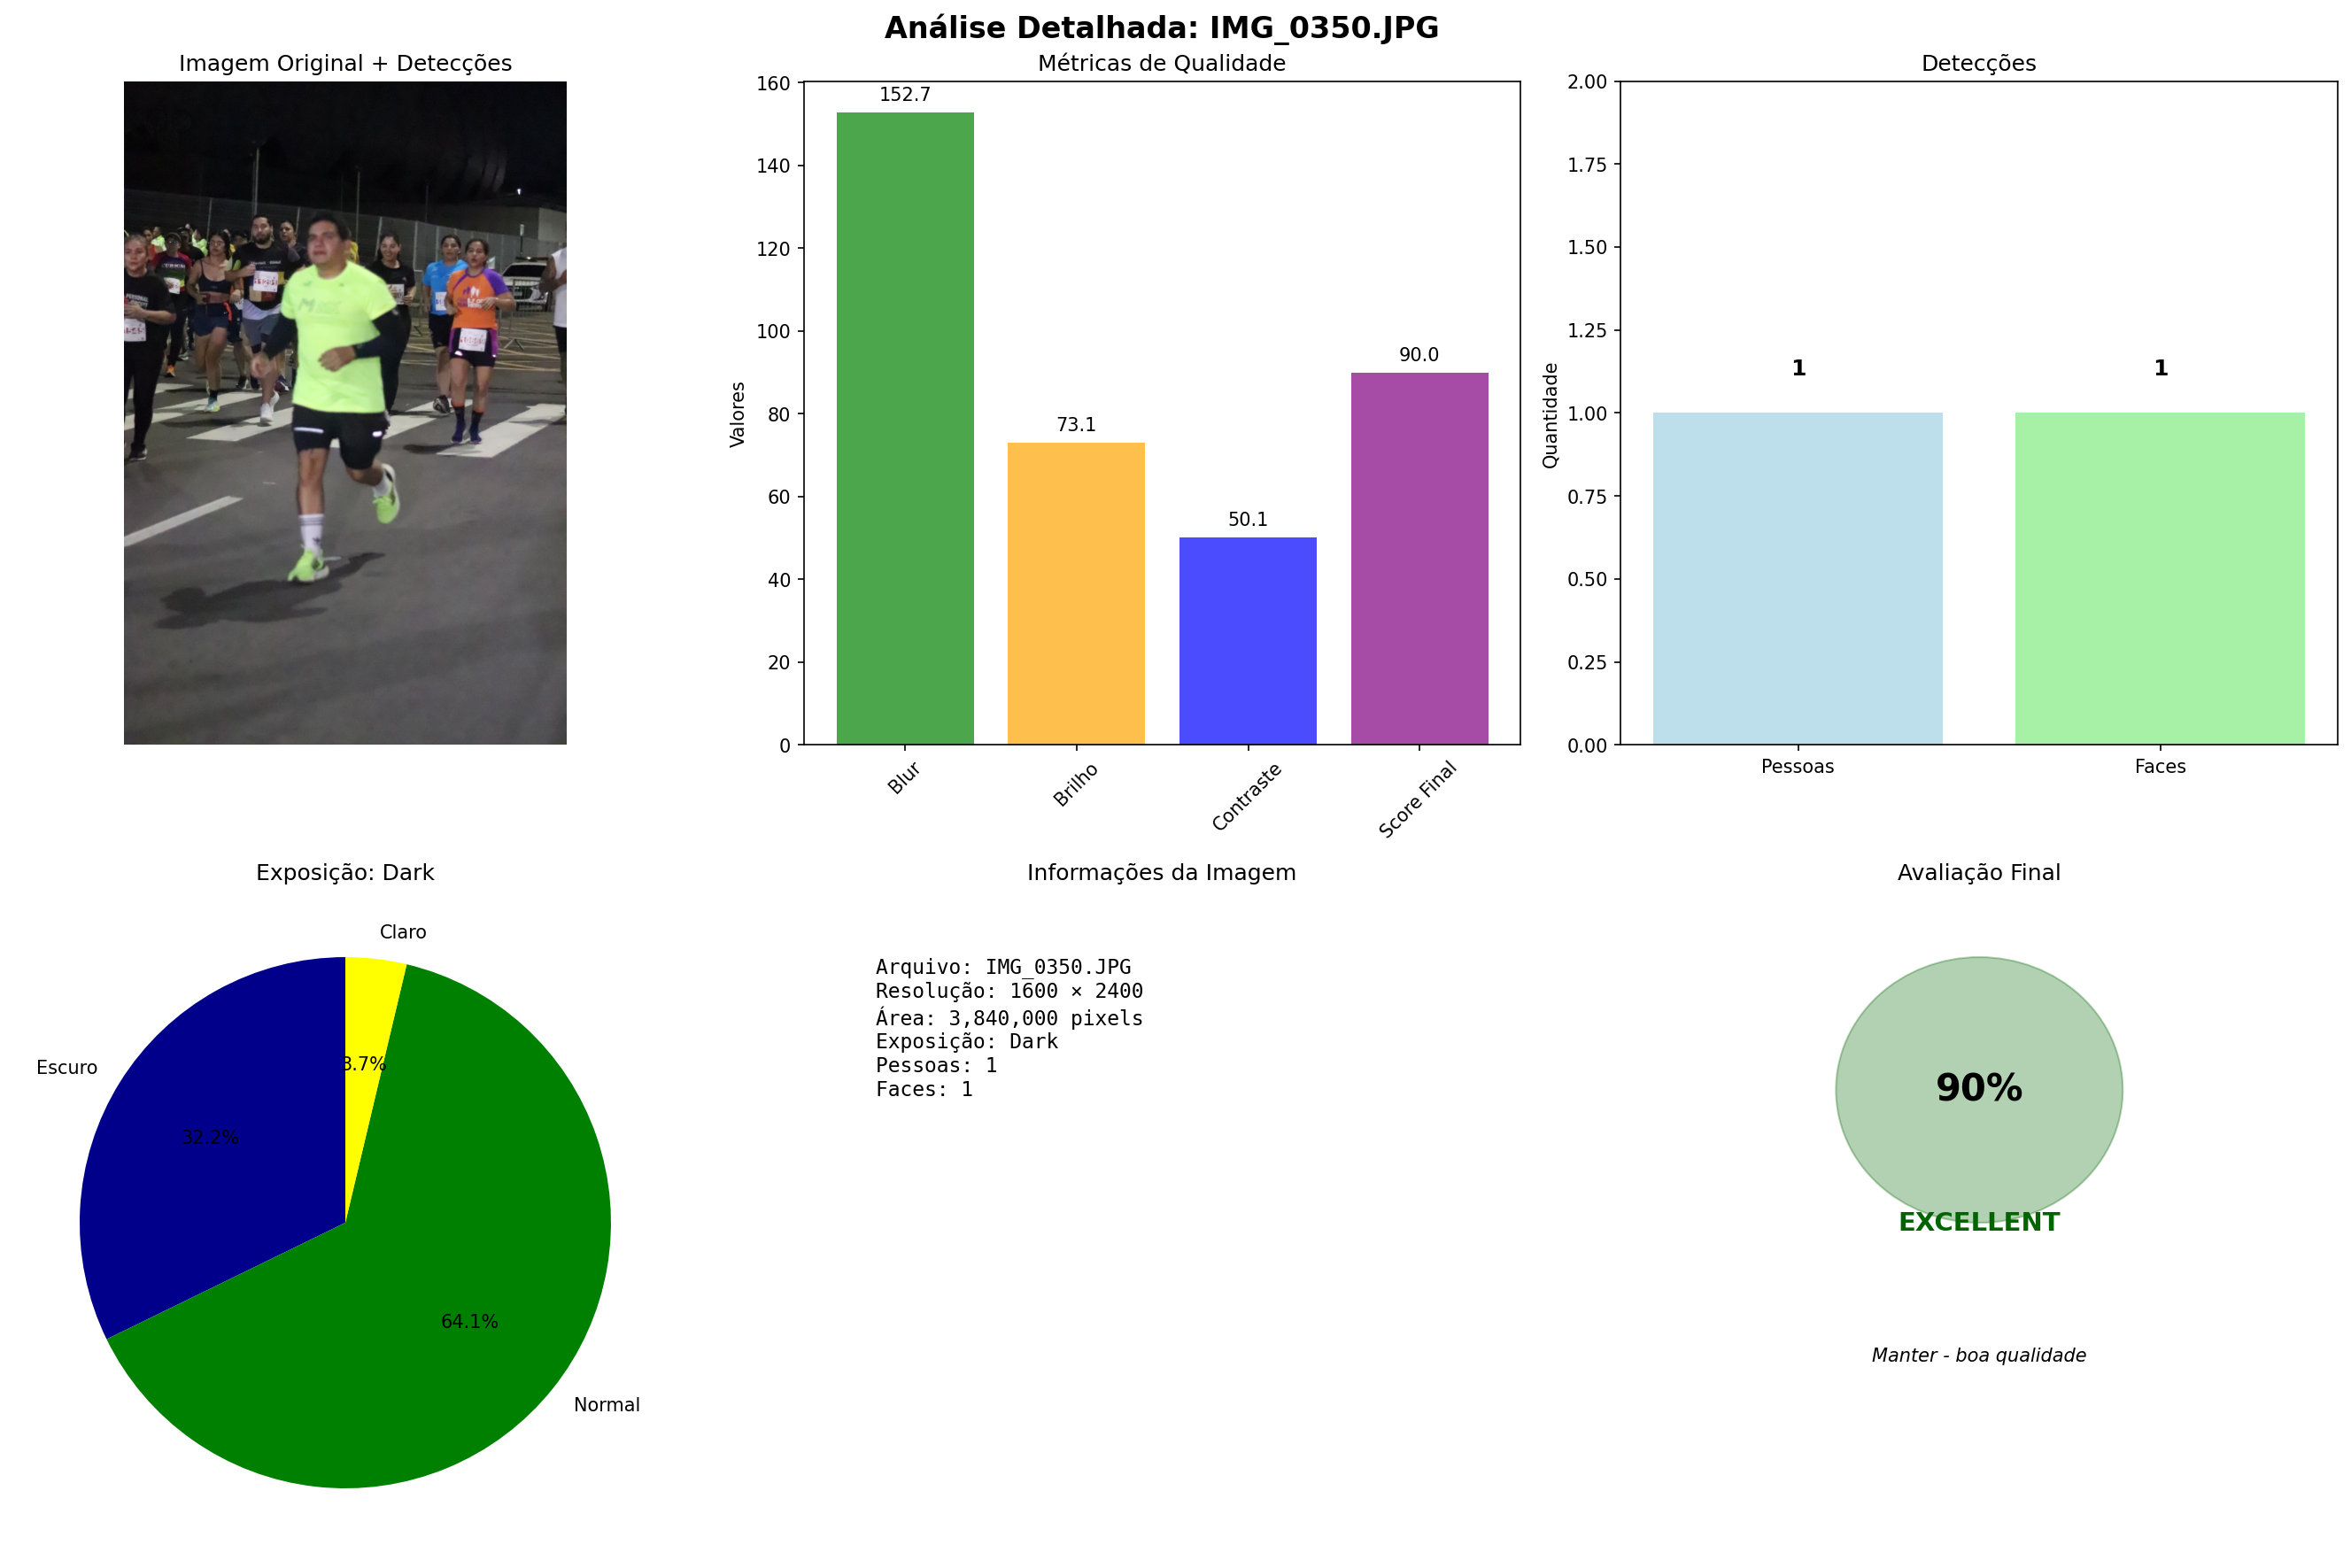 Análise Detalhada: IMG_0350.JPG
Imagem Original + Detecções
Métricas de Qualidade
160
140
120
100
80
60
40
20
0
Valores
152.7
73.1
50.1
90.0
Blur
Brilho
Contraste
Score Final
Detecções
2.00
1.75
1.50
1.25
1.00
0.75
0.50
0.25
0.00
Quantidade
1
1
Pessoas
Faces
Exposição: Dark
Claro
3.7%
Escuro
32.2%
64.1%
Normal
Informações da Imagem
Arquivo: IMG_0350.JPG
Resolução: 1600 × 2400
Área: 3,840,000 pixels
Exposição: Dark
Pessoas: 1
Faces: 1
Avaliação Final
90%
EXCELLENT
Manter - boa qualidade